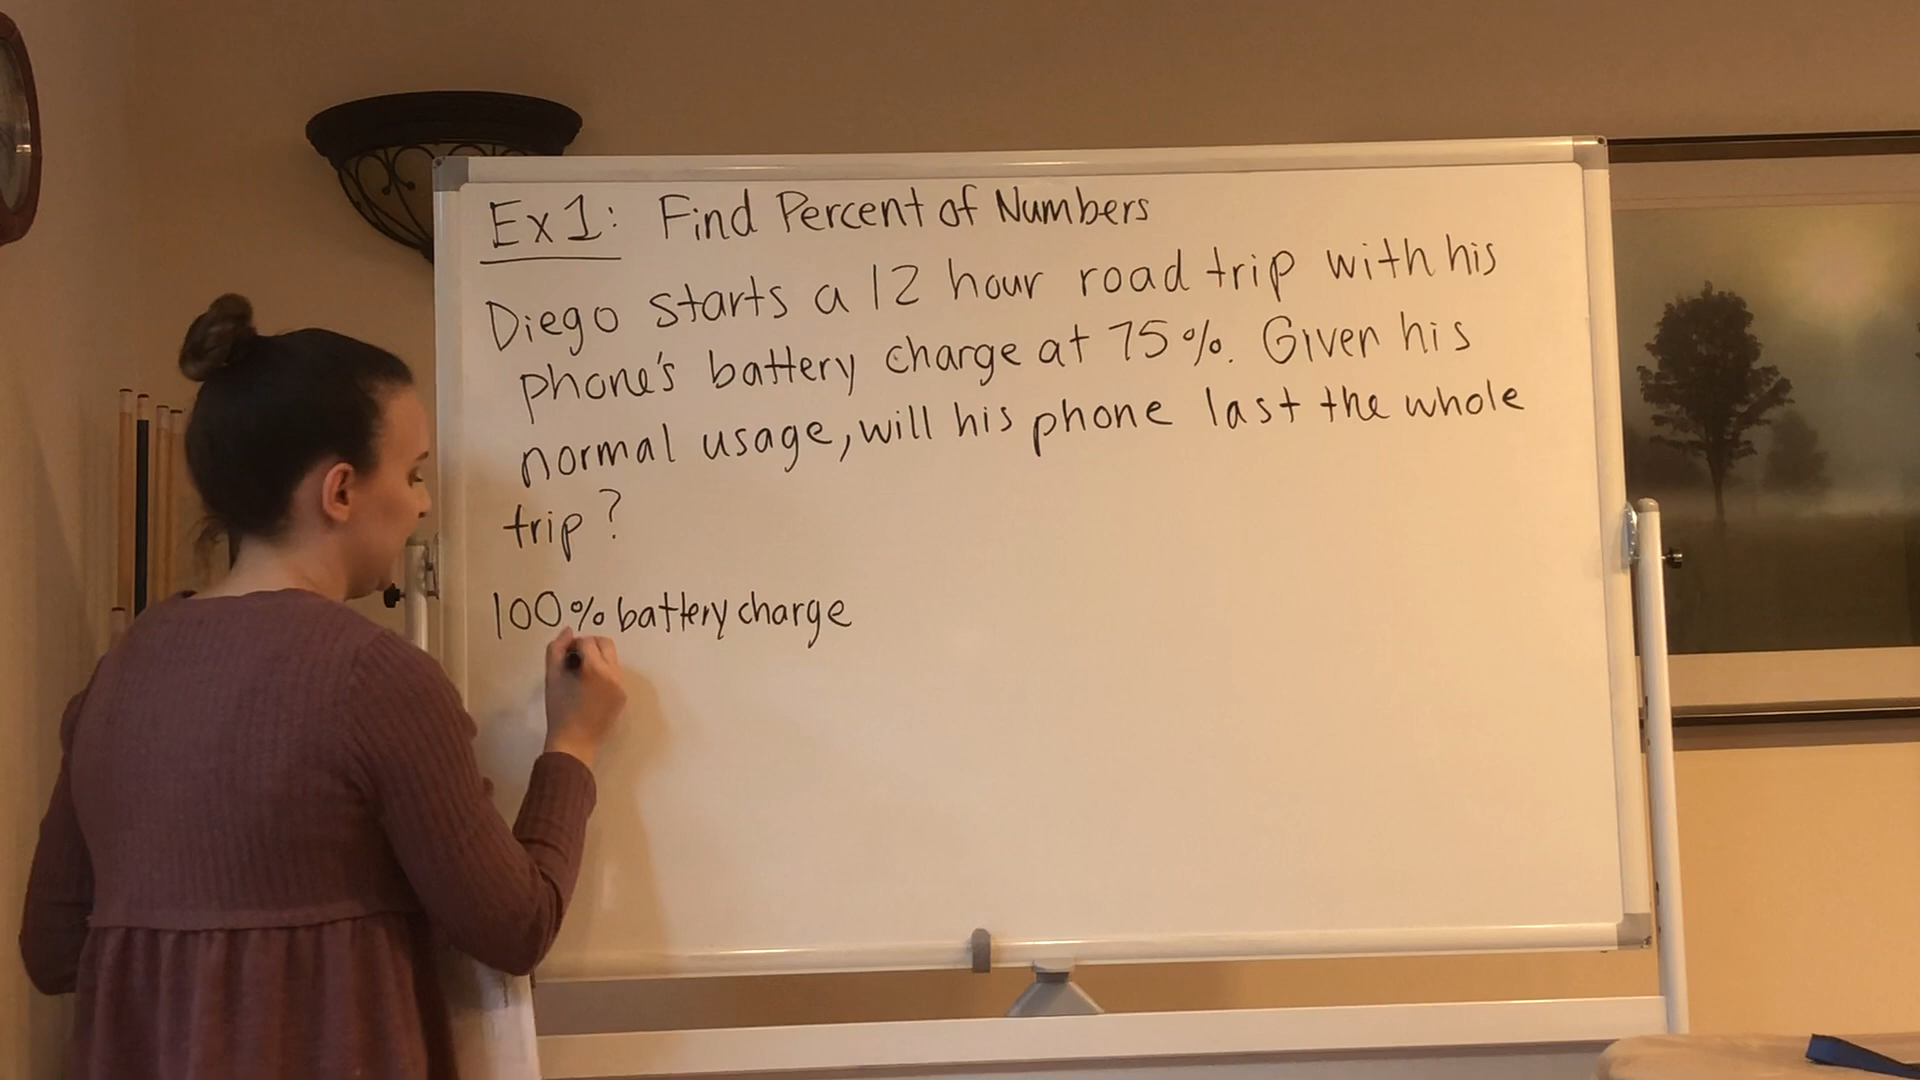 Ex 1: Find Percent of Numbers
Diego starts a 12 hour road trip with his
phone's battery charge at 75%. Given his
normal usage, will his phone last the whole
trip?
100% battery charge